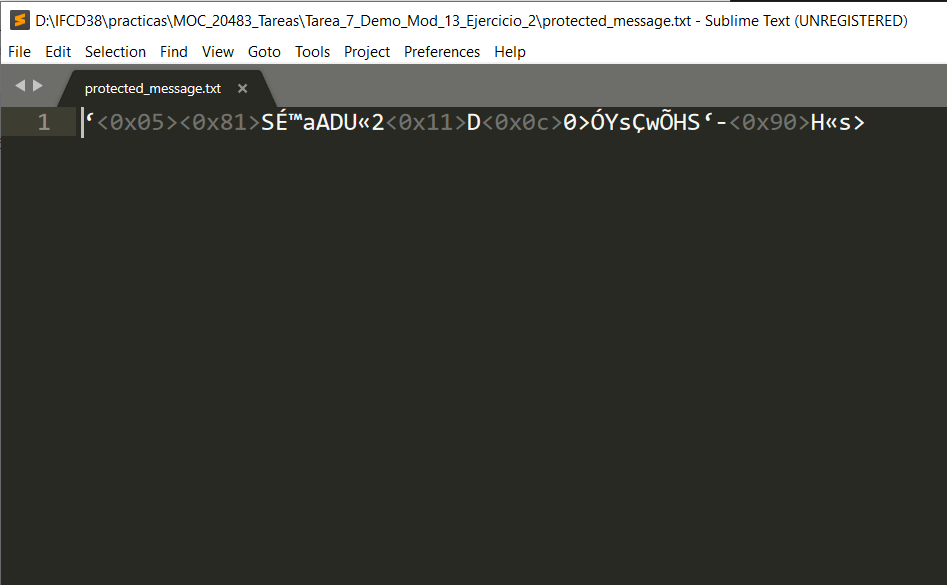 D:\IFCD38\practicas\MOC_20483_Tareas\Tarea_7_Demo_Mod_13_Ejercicio_2\protected_message.txt - Sublime Text (UNREGISTERED)
File Edit Selection Find View Goto Tools Project Preferences Help
protected_message.txt ×
1 ‘<0x05><0x81>SÉ™aADU«2<0x11>D<0x0c>0>ÓYsÇwÕHS‘-<0x90>H«s>